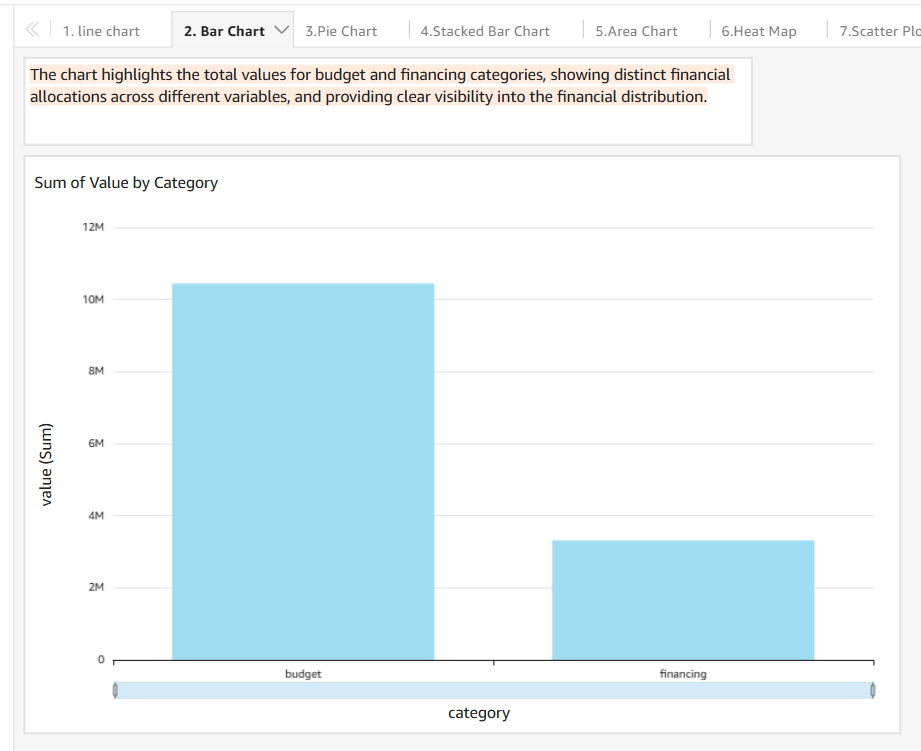 1. line chart
2. Bar Chart
3.Pie Chart
4.Stacked Bar Chart
5.Area Chart
6.Heat Map
7.Scatter Plo
The chart highlights the total values for budget and financing categories, showing distinct financial
allocations across different variables, and providing clear visibility into the financial distribution.
Sum of Value by Category
12M
10M
8M
6M
4M
2M
0
value (Sum)
budget
financing
category